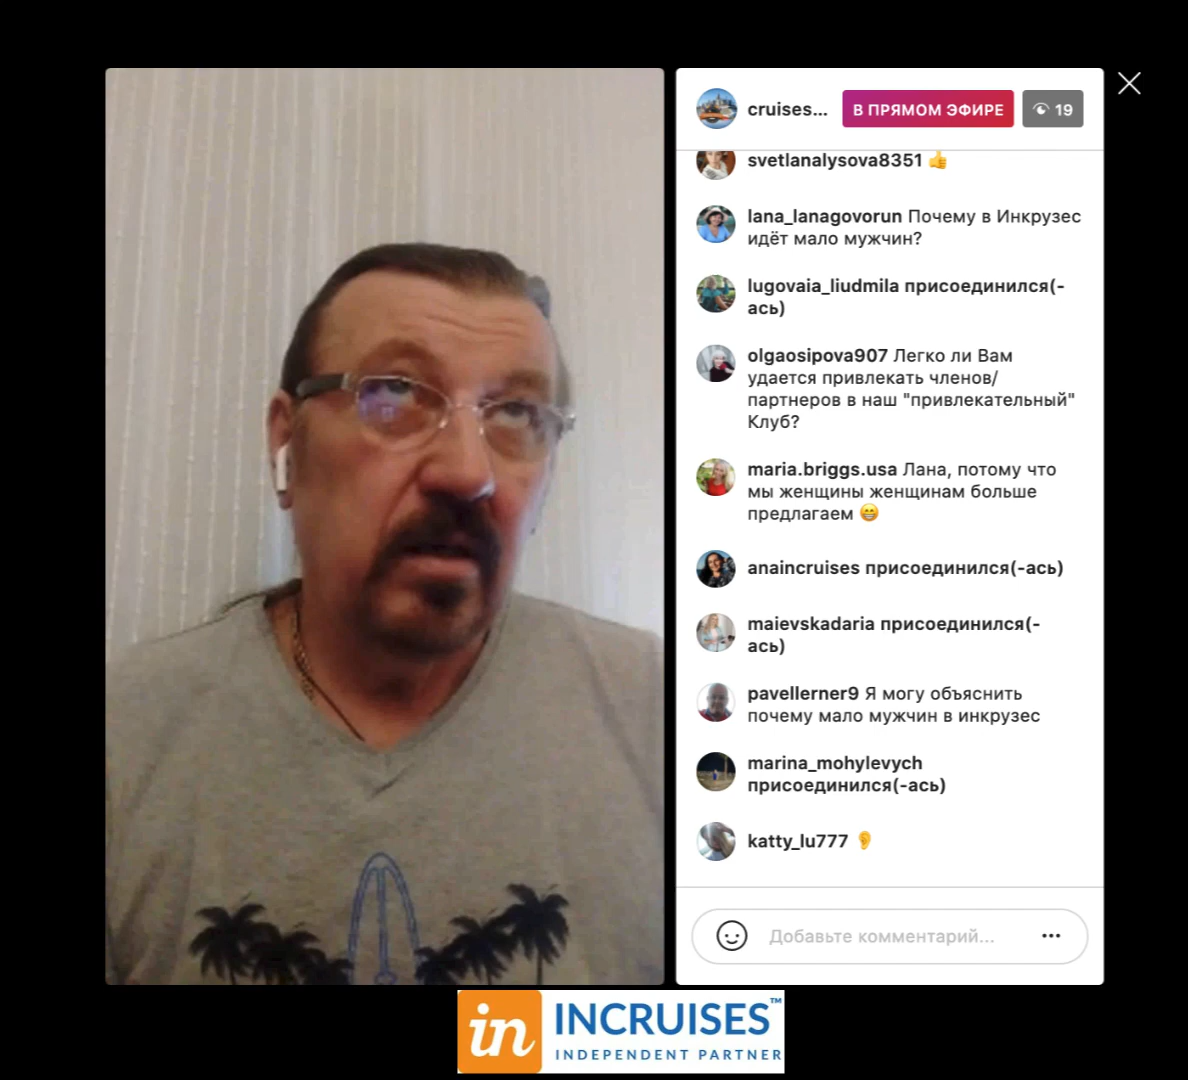 cruises...
В ПРЯМОМ ЭФИРЕ
19
svetlanalysova8351 👍
lana_lanagovorun Почему в Инкрузес
идёт мало мужчин?
lugovaia_liudmila присоединился(-
ась)
olgaosipova907 Легко ли Вам
удается привлекать членов/
партнеров в наш "привлекательный"
Клуб?
maria.briggs.usa Лана, потому что
мы женщины женщинам больше
предлагаем 😁
anaincruises присоединился(-ась)
maievskadaria присоединился(-
ась)
pavellerner9 Я могу объяснить
почему мало мужчин в инкрузес
marina_mohylevych
присоединился(-ась)
katty_lu777 👂
Добавьте комментарий...
in INCRUISES™
INDEPENDENT PARTNER